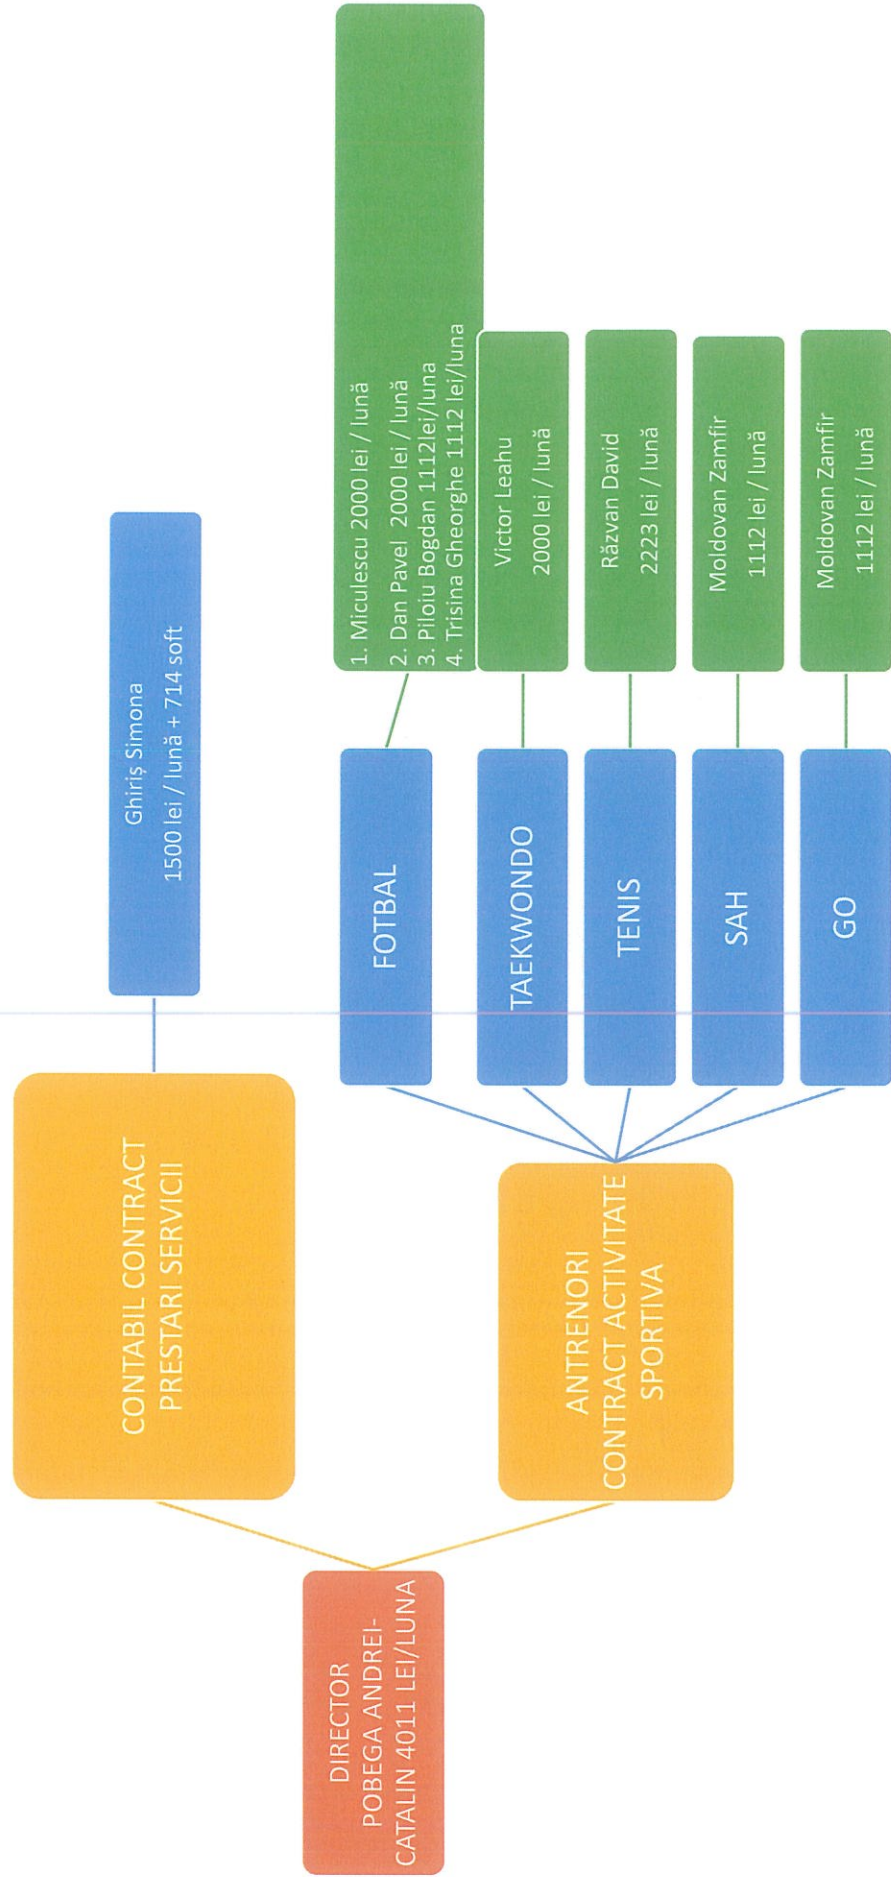 DIRECTOR
POBEGA ANDREI-
CATALIN 4011 LEI/LUNA
CONTABIL CONTRACT
PRESTARI SERVICII
Ghiriș Simona
1500 lei / lună + 714 soft
ANTRENORI
CONTRACT ACTIVITATE
SPORTIVA
FOTBAL
1. Miculescu 2000 lei / lună
2. Dan Pavel 2000 lei / lună
3. Piloiu Bogdan 1112lei/luna
4. Trisina Gheorghe 1112 lei/luna
TAEKWONDO
Victor Leahu
2000 lei / lună
TENIS
Răzvan David
2223 lei / lună
SAH
Moldovan Zamfir
1112 lei / lună
GO
Moldovan Zamfir
1112 lei / lună